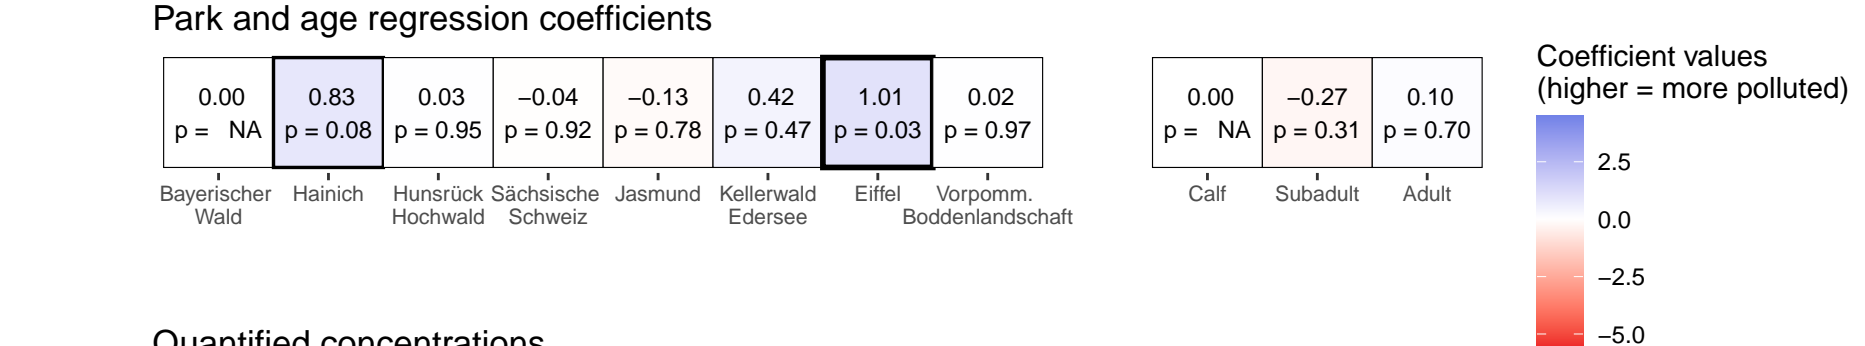 Park and age regression coefficients
0.00 0.83 0.03 −0.04 −0.13 0.42 1.01 0.02
p = NA p = 0.08 p = 0.95 p = 0.92 p = 0.78 p = 0.47 p = 0.03 p = 0.97
Bayerischer Hainich Hunsrück Sächsische Jasmund Kellerwald Eiffel Vorpomm.
Wald Hochwald Schweiz Edersee Boddenlandschaft
0.00 −0.27 0.10
p = NA p = 0.31 p = 0.70
Calf Subadult Adult
Coefficient values
(higher = more polluted)
2.5
0.0
−2.5
−5.0
Quantified concentrations